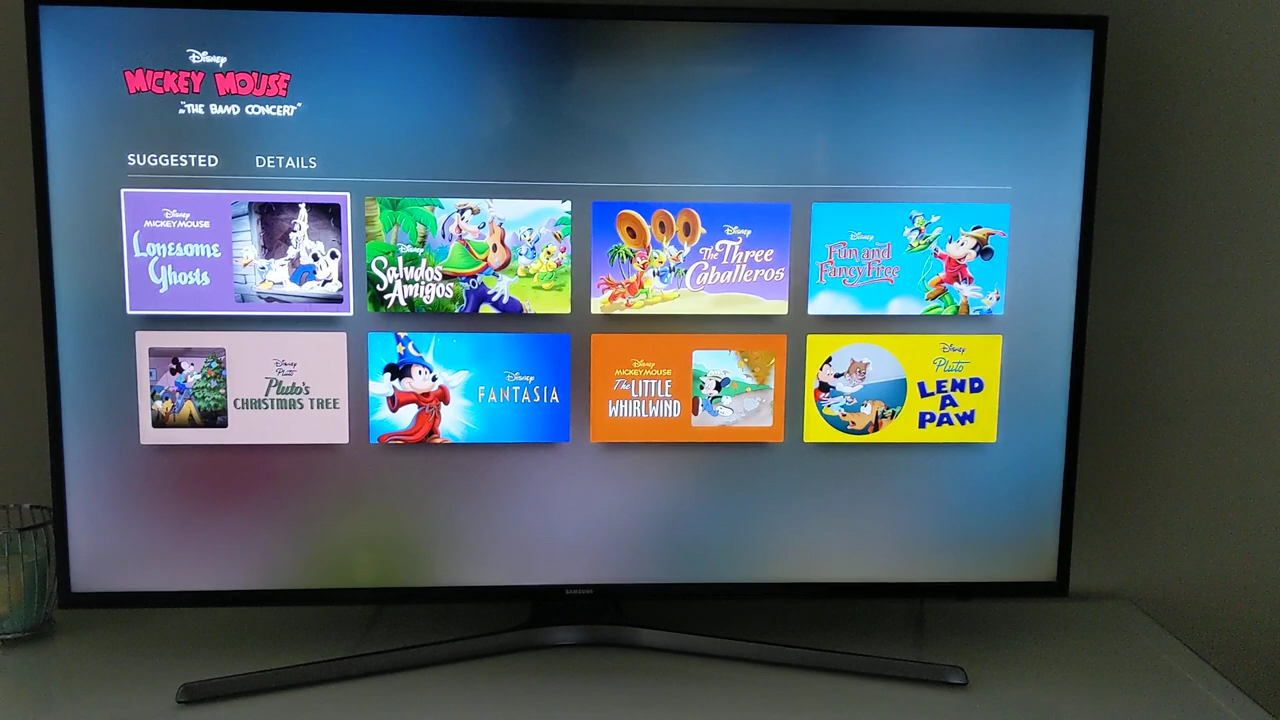 Disney
MICKEY MOUSE
IN "THE BAND CONCERT"
SUGGESTED DETAILS
Disney
MICKEY MOUSE
Lonesome
Ghosts
Disney
Saludos
Amigos
Disney
The Three
Caballeros
Disney
Fun and
Fancy Free
Disney
Pluto
Pluto's
CHRISTMAS TREE
Disney
FANTASIA
Disney
MICKEY MOUSE
The LITTLE
WHIRLWIND
Disney
Pluto
LEND
A
PAW
SAMSUNG